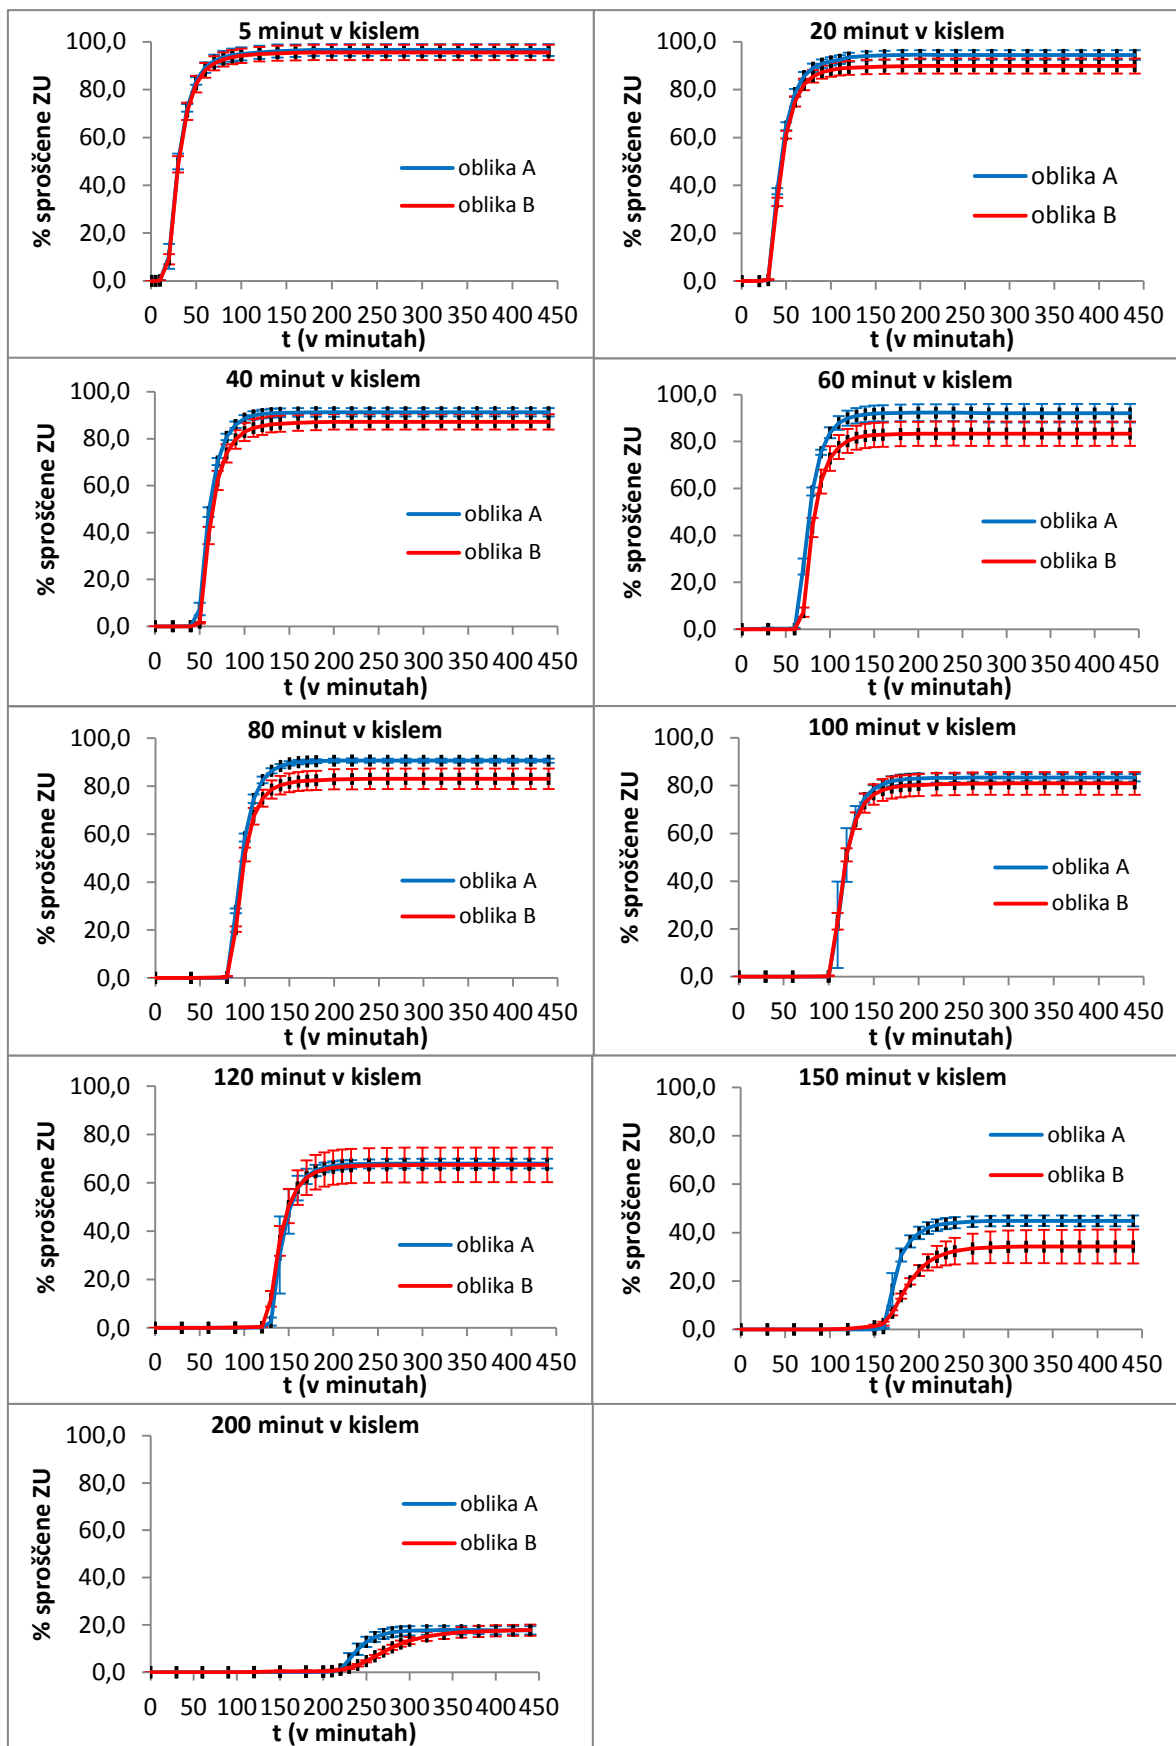 5 minut v kislem
% sproščene ZU
100,0
80,0
60,0
40,0
20,0
0,0
oblika A
oblika B
0 50 100 150 200 250 300 350 400 450
t (v minutah)
20 minut v kislem
% sproščene ZU
100,0
80,0
60,0
40,0
20,0
0,0
oblika A
oblika B
0 50 100 150 200 250 300 350 400 450
t (v minutah)
40 minut v kislem
% sproščene ZU
100,0
80,0
60,0
40,0
20,0
0,0
oblika A
oblika B
0 50 100 150 200 250 300 350 400 450
t (v minutah)
60 minut v kislem
% sproščene ZU
100,0
80,0
60,0
40,0
20,0
0,0
oblika A
oblika B
0 50 100 150 200 250 300 350 400 450
t (v minutah)
80 minut v kislem
% sproščene ZU
100,0
80,0
60,0
40,0
20,0
0,0
oblika A
oblika B
0 50 100 150 200 250 300 350 400 450
t (v minutah)
100 minut v kislem
% sproščene ZU
100,0
80,0
60,0
40,0
20,0
0,0
oblika A
oblika B
0 50 100 150 200 250 300 350 400 450
t (v minutah)
120 minut v kislem
% sproščene ZU
100,0
80,0
60,0
40,0
20,0
0,0
oblika A
oblika B
0 50 100 150 200 250 300 350 400 450
t (v minutah)
150 minut v kislem
% sproščene ZU
100,0
80,0
60,0
40,0
20,0
0,0
oblika A
oblika B
0 50 100 150 200 250 300 350 400 450
t (v minutah)
200 minut v kislem
% sproščene ZU
100,0
80,0
60,0
40,0
20,0
0,0
oblika A
oblika B
0 50 100 150 200 250 300 350 400 450
t (v minutah)